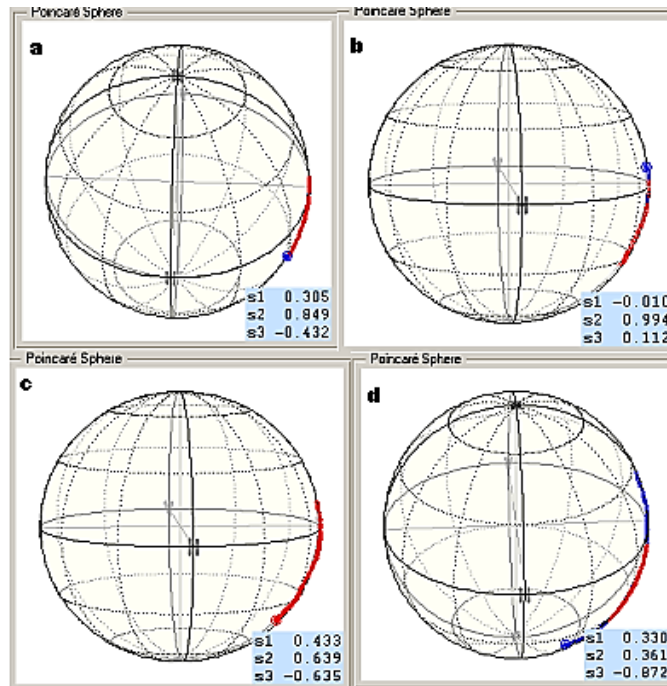 Poincaré Sphere
a
s1 0.305
s2 0.849
s3 -0.432
Poincaré Sphere
b
s1 -0.010
s2 0.994
s3 0.112
Poincaré Sphere
c
s1 0.433
s2 0.639
s3 -0.635
Poincaré Sphere
d
s1 0.330
s2 0.361
s3 -0.872